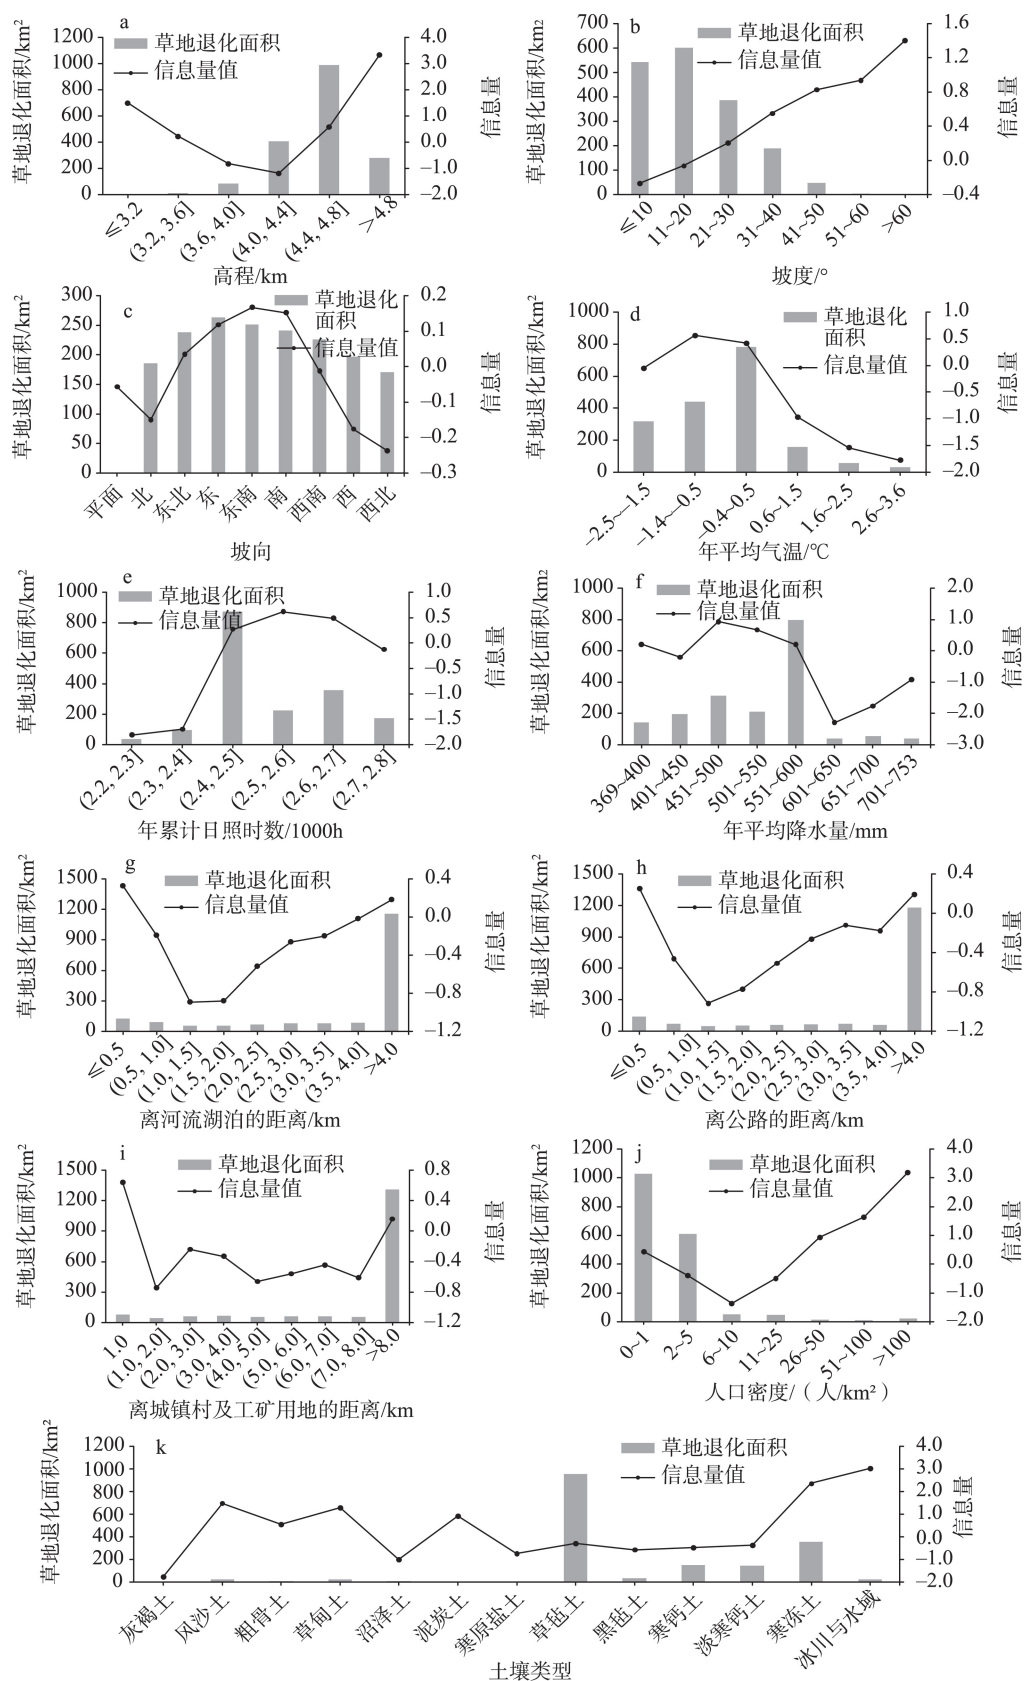 a
草地退化面积/km²
1200
1000
800
600
400
200
0
草地退化面积
信息量值
4.0
3.0
2.0
1.0
0.0
−1.0
−2.0
信息量
≤3.2
(3.2, 3.6]
(3.6, 4.0]
(4.0, 4.4]
(4.4, 4.8]
>4.8
高程/km
b
草地退化面积/km2
700
600
500
400
300
200
100
0
草地退化面积
信息量值
1.6
1.2
0.8
0.4
0.0
−0.4
信息量
≤10
11~20
21~30
31~40
41~50
51~60
>60
坡度/°
c
草地退化面积/km²
300
250
200
150
100
50
0
草地退化
面积
信息量值
0.2
0.1
0.0
−0.1
−0.2
−0.3
信息量
平面
北
东北
东
东南
南
西南
西
西北
坡向
d
草地退化面积/km²
1000
800
600
400
200
0
草地退化
面积
信息量值
1.0
0.5
0.0
−0.5
−1.0
−1.5
−2.0
信息量
−2.5~−1.5
−1.4~−0.5
−0.4~0.5
0.6~1.5
1.6~2.5
2.6~3.6
年平均气温/℃
e
草地退化面积/km²
1000
800
600
400
200
0
草地退化面积
信息量值
1.0
0.5
0.0
−0.5
−1.0
−1.5
−2.0
信息量
(2.2, 2.3]
(2.3, 2.4]
(2.4, 2.5]
(2.5, 2.6]
(2.6, 2.7]
(2.7, 2.8]
年累计日照时数/1000h
f
草地退化面积/km2
1000
800
600
400
200
0
草地退化面积
信息量值
2.0
1.0
0.0
−1.0
−2.0
−3.0
信息量
369~400
401~450
451~500
501~550
551~600
601~650
651~700
701~753
年平均降水量/mm
g
草地退化面积/km²
1500
1200
900
600
300
0
草地退化面积
信息量值
0.4
0.0
−0.4
−0.8
−1.2
信息量
≤0.5
(0.5, 1.0]
(1.0, 1.5]
(1.5, 2.0]
(2.0, 2.5]
(2.5, 3.0]
(3.0, 3.5]
(3.5, 4.0]
>4.0
离河流湖泊的距离/km
h
草地退化面积/km²
1500
1200
900
600
300
0
草地退化面积
信息量值
0.4
0.0
−0.4
−0.8
−1.2
信息量
≤0.5
(0.5, 1.0]
(1.0, 1.5]
(1.5, 2.0]
(2.0, 2.5]
(2.5, 3.0]
(3.0, 3.5]
(3.5, 4.0]
>4.0
离公路的距离/km
i
草地退化面积/km²
1500
1200
900
600
300
0
草地退化面积
信息量值
0.8
0.4
0.0
−0.4
−0.8
−1.2
信息量
1.0
(1.0, 2.0]
(2.0, 3.0]
(3.0, 4.0]
(4.0, 5.0]
(5.0, 6.0]
(6.0, 7.0]
(7.0, 8.0]
>8.0
离城镇村及工矿用地的距离/km
j
草地退化面积/km²
1200
1000
800
600
400
200
0
草地退化面积
信息量值
4.0
3.0
2.0
1.0
0.0
−1.0
−2.0
信息量
0~1
2~5
6~10
11~25
26~50
51~100
>100
人口密度/（人/km²）
k
草地退化面积/km²
1200
1000
800
600
400
200
0
草地退化面积
信息量值
4.0
3.0
2.0
1.0
0.0
−1.0
−2.0
信息量
灰褐土
风沙土
粗骨土
草甸土
沼泽土
泥炭土
寒原盐土
草毡土
黑毡土
寒钙土
淡寒钙土
寒冻土
冰川与水域
土壤类型